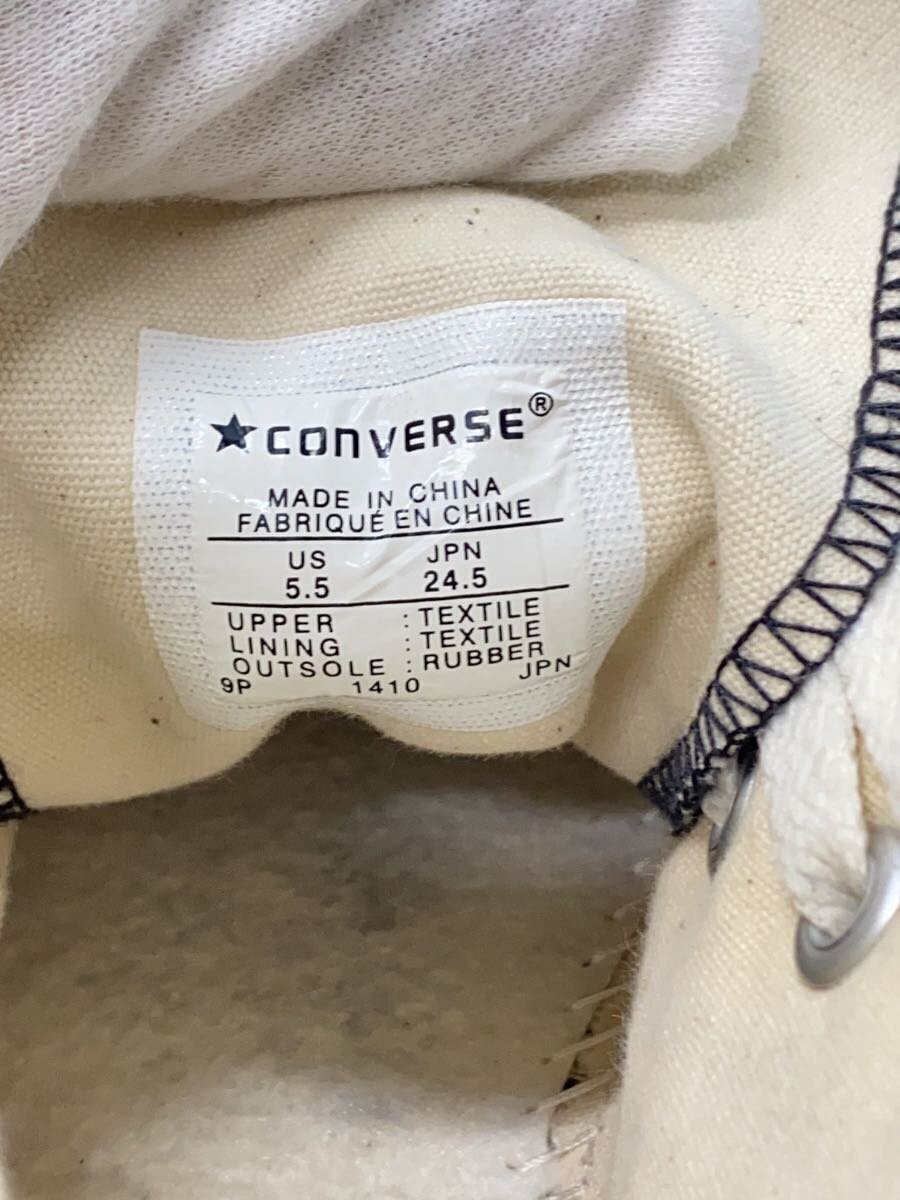 ★CONVERSE®
MADE IN CHINA
FABRIQUÉ EN CHINE
US JPN
5.5 24.5
UPPER : TEXTILE
LINING : TEXTILE
OUTSOLE : RUBBER
9P 1410 JPN